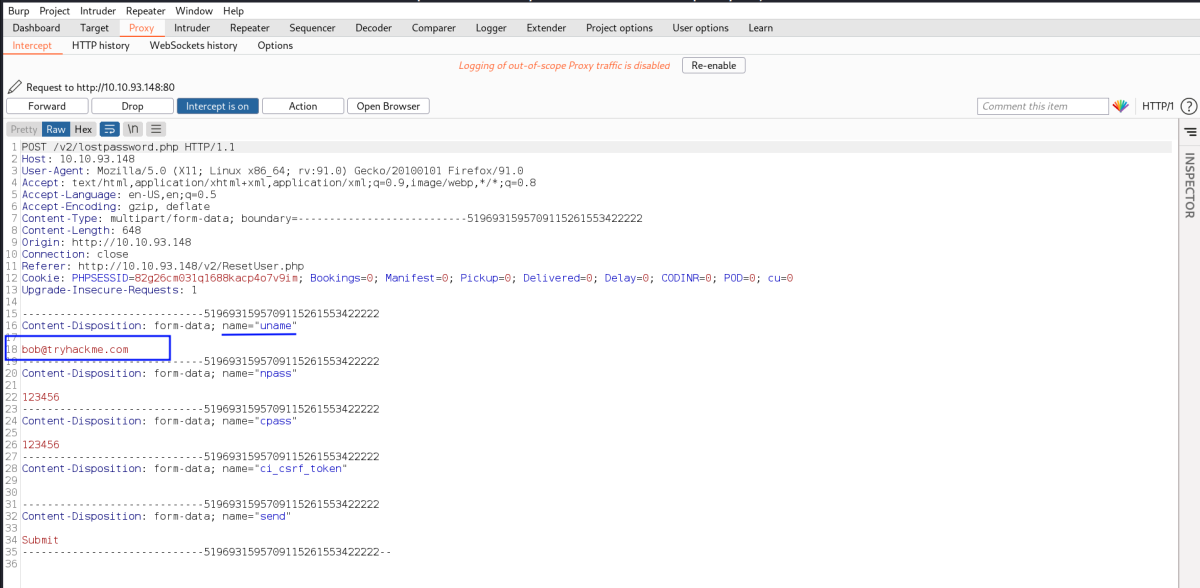 Burp Project Intruder Repeater Window Help
Dashboard Target Proxy Intruder Repeater Sequencer Decoder Comparer Logger Extender Project options User options Learn
Intercept HTTP history WebSockets history Options
Logging of out-of-scope Proxy traffic is disabled Re-enable
Request to http://10.10.93.148:80
Forward Drop Intercept is on Action Open Browser Comment this item HTTP/1 ?
Pretty Raw Hex \n
INSPECTOR
1 POST /v2/lostpassword.php HTTP/1.1
2 Host: 10.10.93.148
3 User-Agent: Mozilla/5.0 (X11; Linux x86_64; rv:91.0) Gecko/20100101 Firefox/91.0
4 Accept: text/html,application/xhtml+xml,application/xml;q=0.9,image/webp,*/*;q=0.8
5 Accept-Language: en-US,en;q=0.5
6 Accept-Encoding: gzip, deflate
7 Content-Type: multipart/form-data; boundary=---------------------------5196931595709115261553422222
8 Content-Length: 648
9 Origin: http://10.10.93.148
10 Connection: close
11 Referer: http://10.10.93.148/v2/ResetUser.php
12 Cookie: PHPSESSID=82g26cm031q1688kacp4o7v9im; Bookings=0; Manifest=0; Pickup=0; Delivered=0; Delay=0; CODINR=0; POD=0; cu=0
13 Upgrade-Insecure-Requests: 1
14
15 -----------------------------5196931595709115261553422222
16 Content-Disposition: form-data; name="uname"
17
18 bob@tryhackme.com
19 -----------------------------5196931595709115261553422222
20 Content-Disposition: form-data; name="npass"
21
22 123456
23 -----------------------------5196931595709115261553422222
24 Content-Disposition: form-data; name="cpass"
25
26 123456
27 -----------------------------5196931595709115261553422222
28 Content-Disposition: form-data; name="ci_csrf_token"
29
30
31 -----------------------------5196931595709115261553422222
32 Content-Disposition: form-data; name="send"
33
34 Submit
35 -----------------------------5196931595709115261553422222--
36